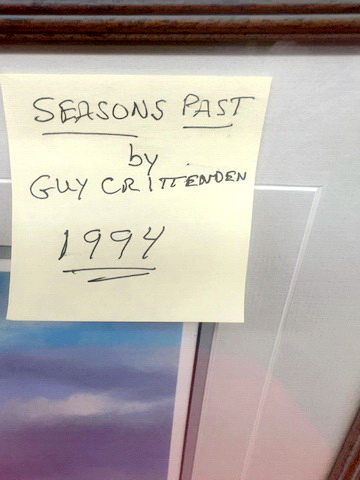 SEASONS PAST
by
GUY CRITTENDEN
1994